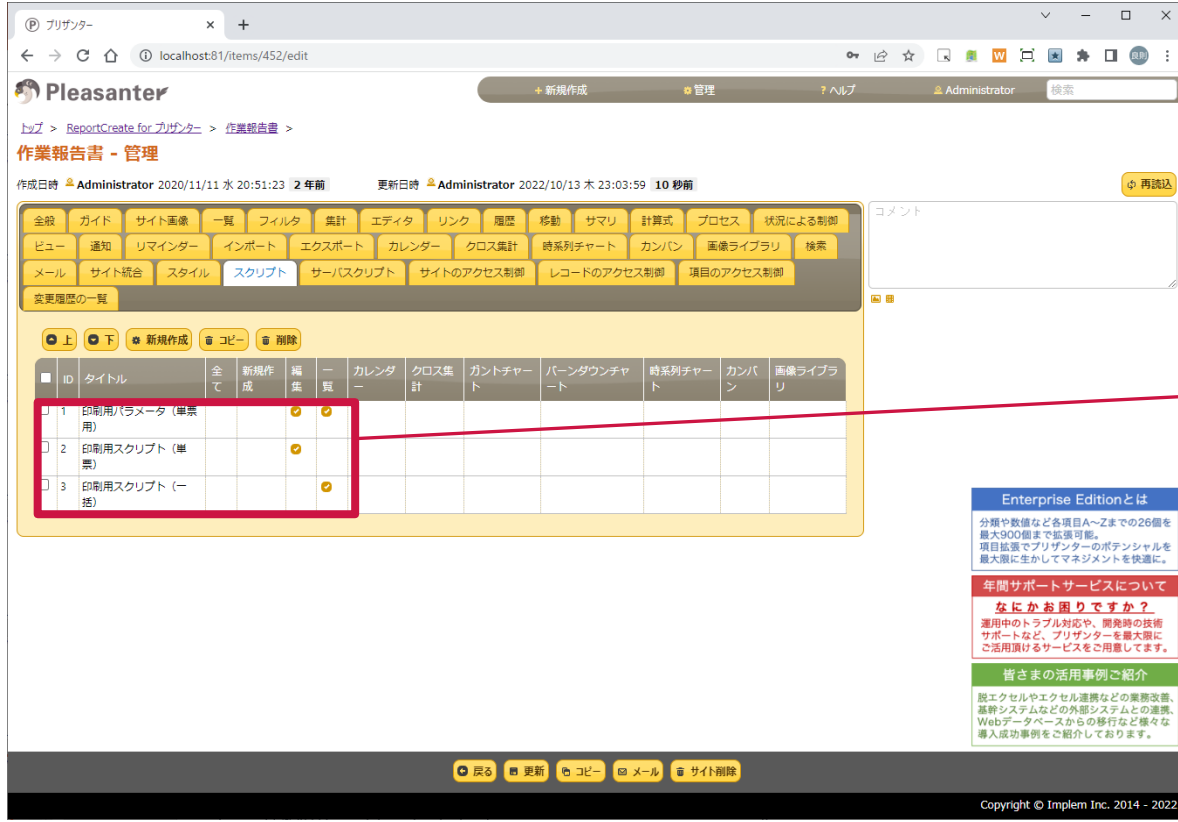 プリザンター
localhost:81/items/452/edit
W
良則
Pleasanter
+ 新規作成 管理 ? ヘルプ Administrator 検索
トップ > ReportCreate for プリザンター > 作業報告書 >
作業報告書 - 管理
作成日時 Administrator 2020/11/11 水 20:51:23 2 年前 更新日時 Administrator 2022/10/13 木 23:03:59 10 秒前
再読込
コメント
全般 ガイド サイト画像 一覧 フィルタ 集計 エディタ リンク 履歴 移動 サマリ 計算式 プロセス 状況による制御
ビュー 通知 リマインダー インポート エクスポート カレンダー クロス集計 時系列チャート カンバン 画像ライブラリ 検索
メール サイト統合 スタイル スクリプト サーバスクリプト サイトのアクセス制御 レコードのアクセス制御 項目のアクセス制御
変更履歴の一覧
上 下 新規作成 コピー 削除
ID タイトル 全て 新規作成 編集 一覧 カレンダー クロス集計 ガントチャート バーンダウンチャート 時系列チャート カンバン 画像ライブラリ
1 印刷用パラメータ（単票
用）
2 印刷用スクリプト（単
票）
3 印刷用スクリプト（一
括）
Enterprise Editionとは
分類や数値など各項目A〜Zまでの26個を
最大900個まで拡張可能。
項目拡張でプリザンターのポテンシャルを
最大限に生かしてマネジメントを快適に。
年間サポートサービスについて
なにかお困りですか？
運用中のトラブル対応や、開発時の技術
サポートなど、プリザンターを最大限に
ご活用頂けるサービスをご用意してます。
皆さまの活用事例ご紹介
脱エクセルやエクセル連携などの業務改善、
基幹システムなどの外部システムとの連携、
Webデータベースからの移行など様々な
導入成功事例をご紹介しております。
戻る 更新 コピー メール サイト削除
Copyright © Implem Inc. 2014 - 2022